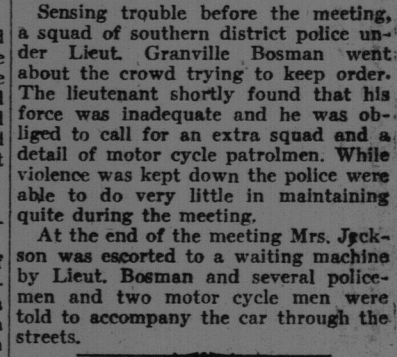 Sensing trouble before the meeting,
a squad of southern district police un-
der Lieut. Granville Bosman went
about the crowd trying to keep order.
The lieutenant shortly found that his
force was inadequate and he was ob-
liged to call for an extra squad and a
detail of motor cycle patrolmen. While
violence was kept down the police were
able to do very little in maintaining
quite during the meeting.
At the end of the meeting Mrs. Jack-
son was escorted to a waiting machine
by Lieut. Bosman and several police-
men and two motor cycle men were
told to accompany the car through the
streets.